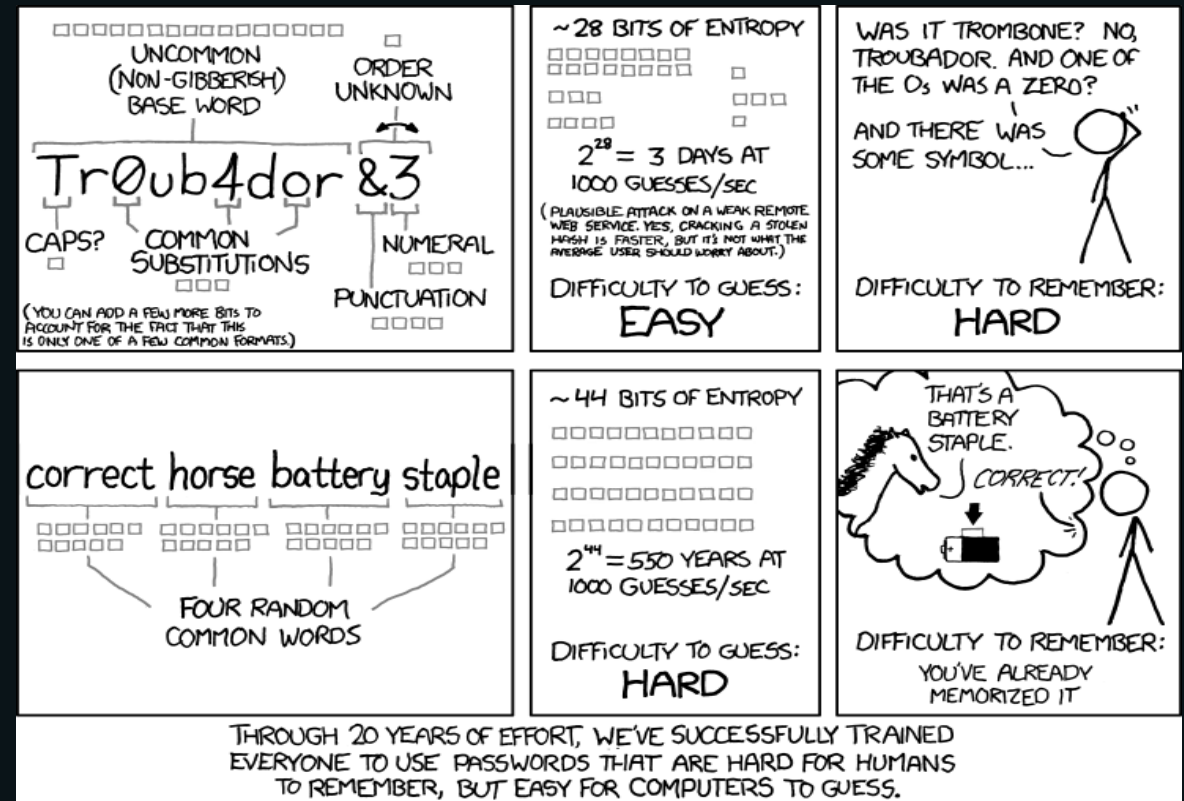 UNCOMMON
(NON-GIBBERISH)
BASE WORD
ORDER
UNKNOWN
Tr0ub4dor &3
CAPS?
COMMON
SUBSTITUTIONS
NUMERAL
PUNCTUATION
(YOU CAN ADD A FEW MORE BITS TO
ACCOUNT FOR THE FACT THAT THIS
IS ONLY ONE OF A FEW COMMON FORMATS.)
~28 BITS OF ENTROPY
2^28 = 3 DAYS AT
1000 GUESSES/SEC
(PLAUSIBLE ATTACK ON A WEAK REMOTE
WEB SERVICE. YES, CRACKING A STOLEN
HASH IS FASTER, BUT IT'S NOT WHAT THE
AVERAGE USER SHOULD WORRY ABOUT.)
DIFFICULTY TO GUESS:
EASY
WAS IT TROMBONE? NO,
TROUBADOR. AND ONE OF
THE Os WAS A ZERO?
AND THERE WAS
SOME SYMBOL...
DIFFICULTY TO REMEMBER:
HARD
correct horse battery staple
FOUR RANDOM
COMMON WORDS
~44 BITS OF ENTROPY
2^44 = 550 YEARS AT
1000 GUESSES/SEC
DIFFICULTY TO GUESS:
HARD
THAT'S A
BATTERY
STAPLE.
CORRECT!
DIFFICULTY TO REMEMBER:
YOU'VE ALREADY
MEMORIZED IT
THROUGH 20 YEARS OF EFFORT, WE'VE SUCCESSFULLY TRAINED
EVERYONE TO USE PASSWORDS THAT ARE HARD FOR HUMANS
TO REMEMBER, BUT EASY FOR COMPUTERS TO GUESS.